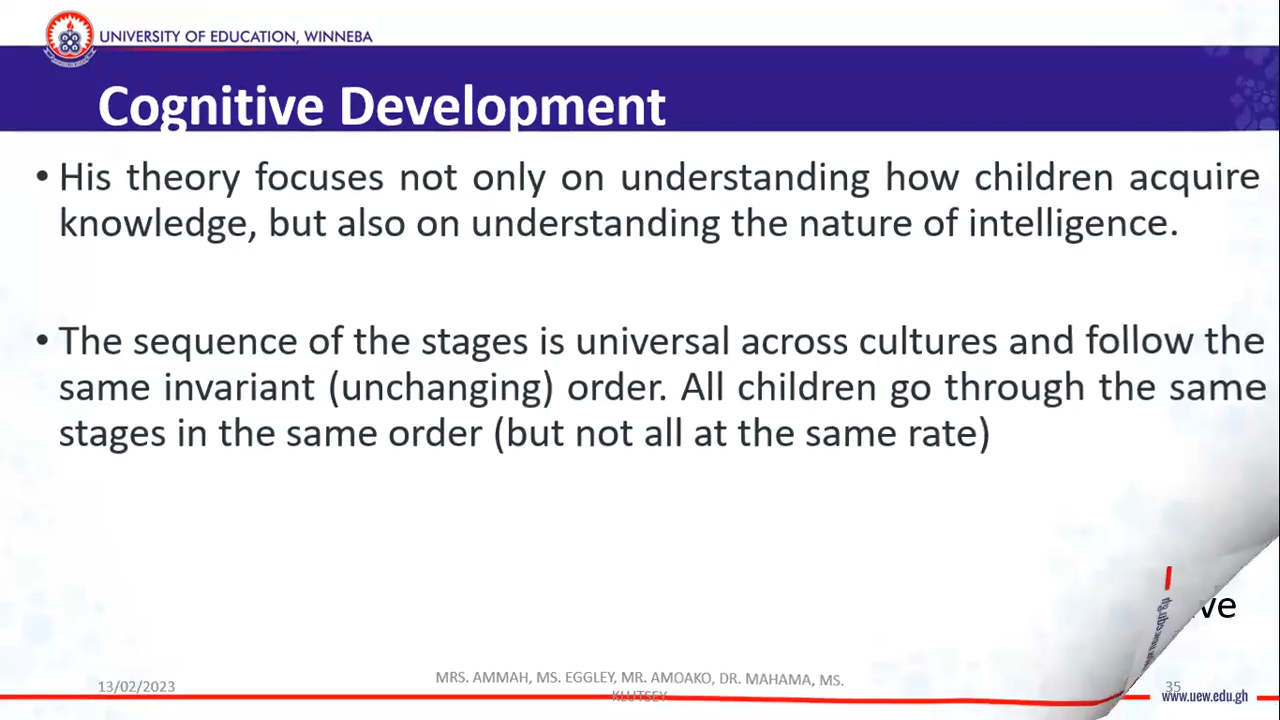 UNIVERSITY OF EDUCATION, WINNEBA
Cognitive Development
• His theory focuses not only on understanding how children acquire
knowledge, but also on understanding the nature of intelligence.
• The sequence of the stages is universal across cultures and follow the
same invariant (unchanging) order. All children go through the same
stages in the same order (but not all at the same rate)
ve
13/02/2023
MRS. AMMAH, MS. EGGLEY, MR. AMOAKO, DR. MAHAMA, MS.
KLUTSEY
35
www.uew.edu.gh